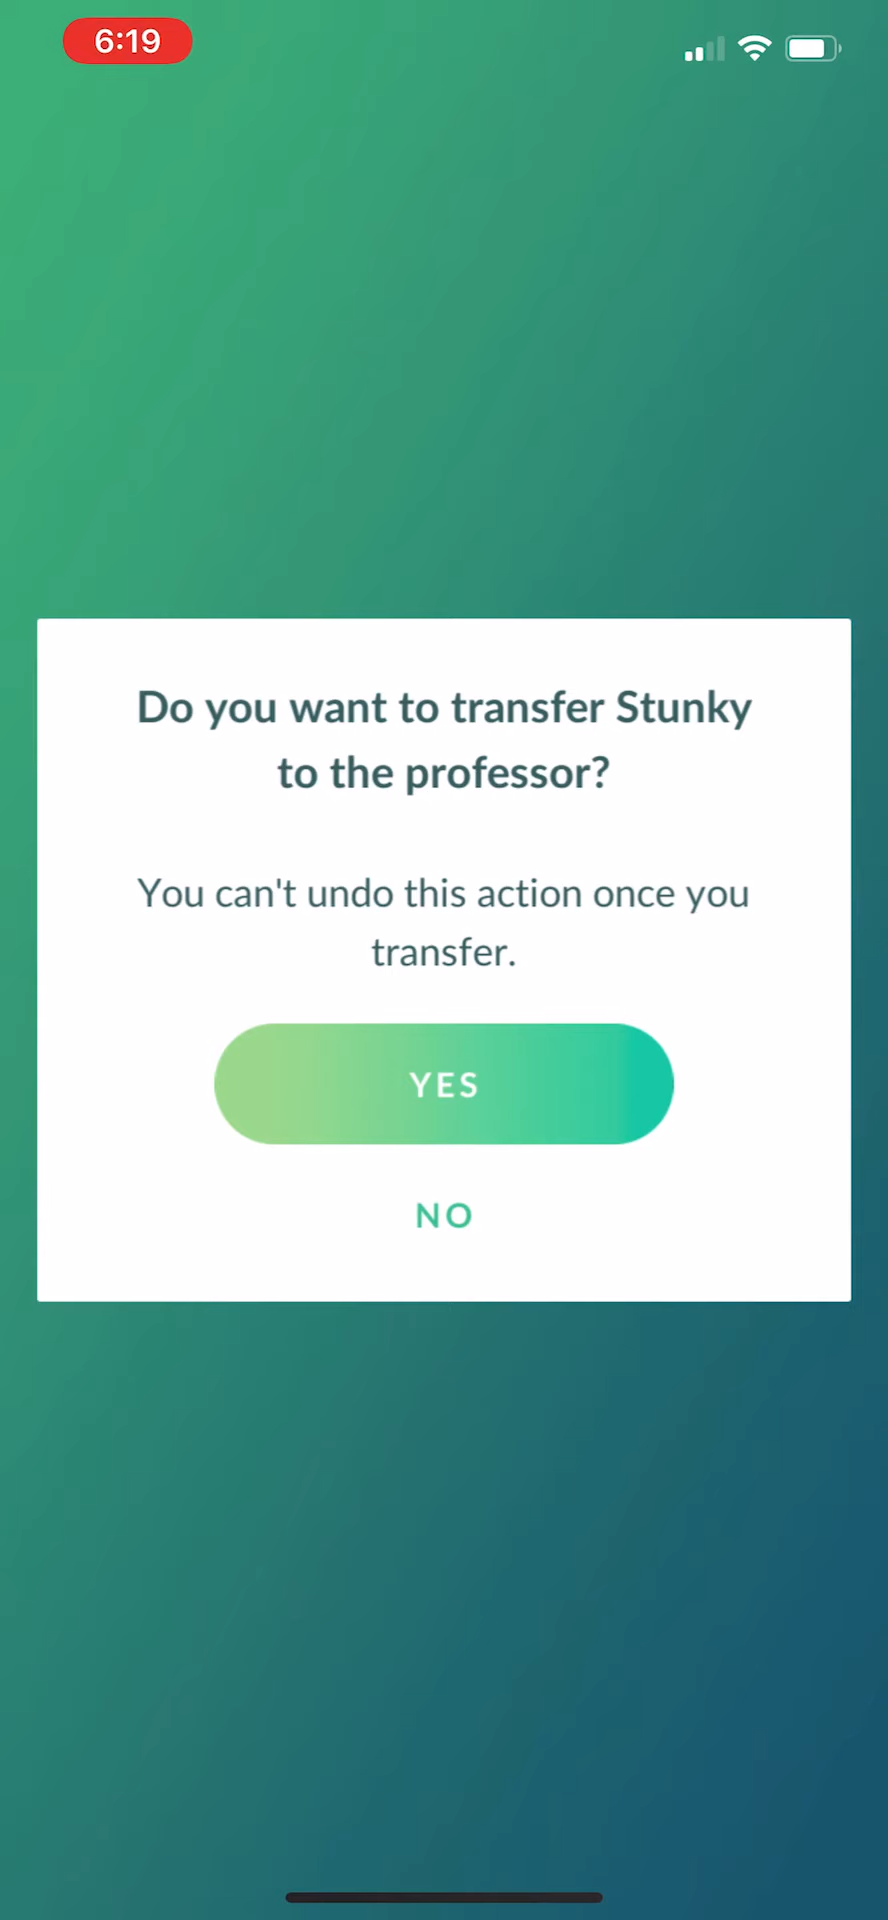 6:19
Do you want to transfer Stunky
to the professor?
You can't undo this action once you
transfer.
YES
NO